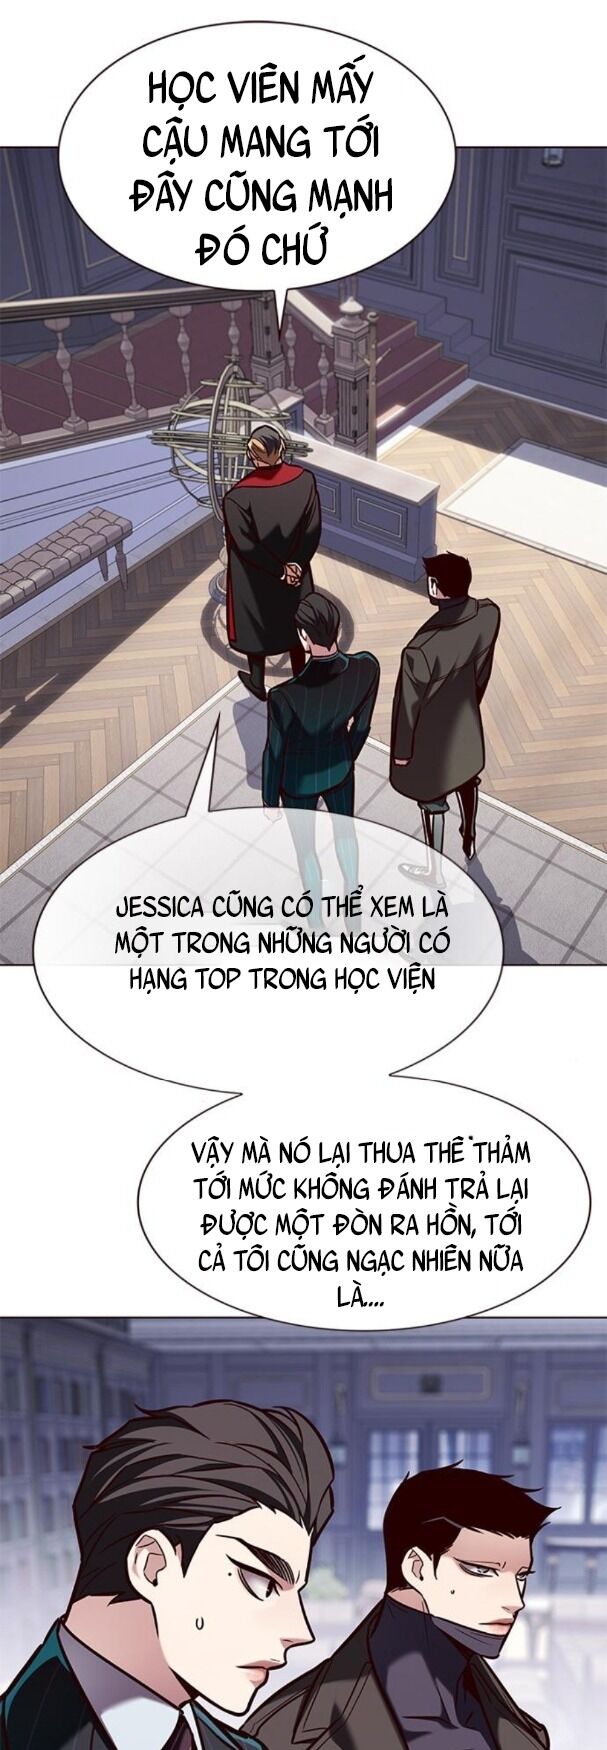 HỌC VIÊN MẤY
CẬU MANG TỚI
ĐÂY CŨNG MẠNH
ĐÓ CHỨ
JESSICA CŨNG CÓ THỂ XEM LÀ
MỘT TRONG NHỮNG NGƯỜI CÓ
HẠNG TOP TRONG HỌC VIỆN
VẬY MÀ NÓ LẠI THUA THÊ THẢM
TỚI MỨC KHÔNG ĐÁNH TRẢ LẠI
ĐƯỢC MỘT ĐÒN RA HỒN, TỚI
CẢ TÔI CŨNG NGẠC NHIÊN NỮA
LÀ....